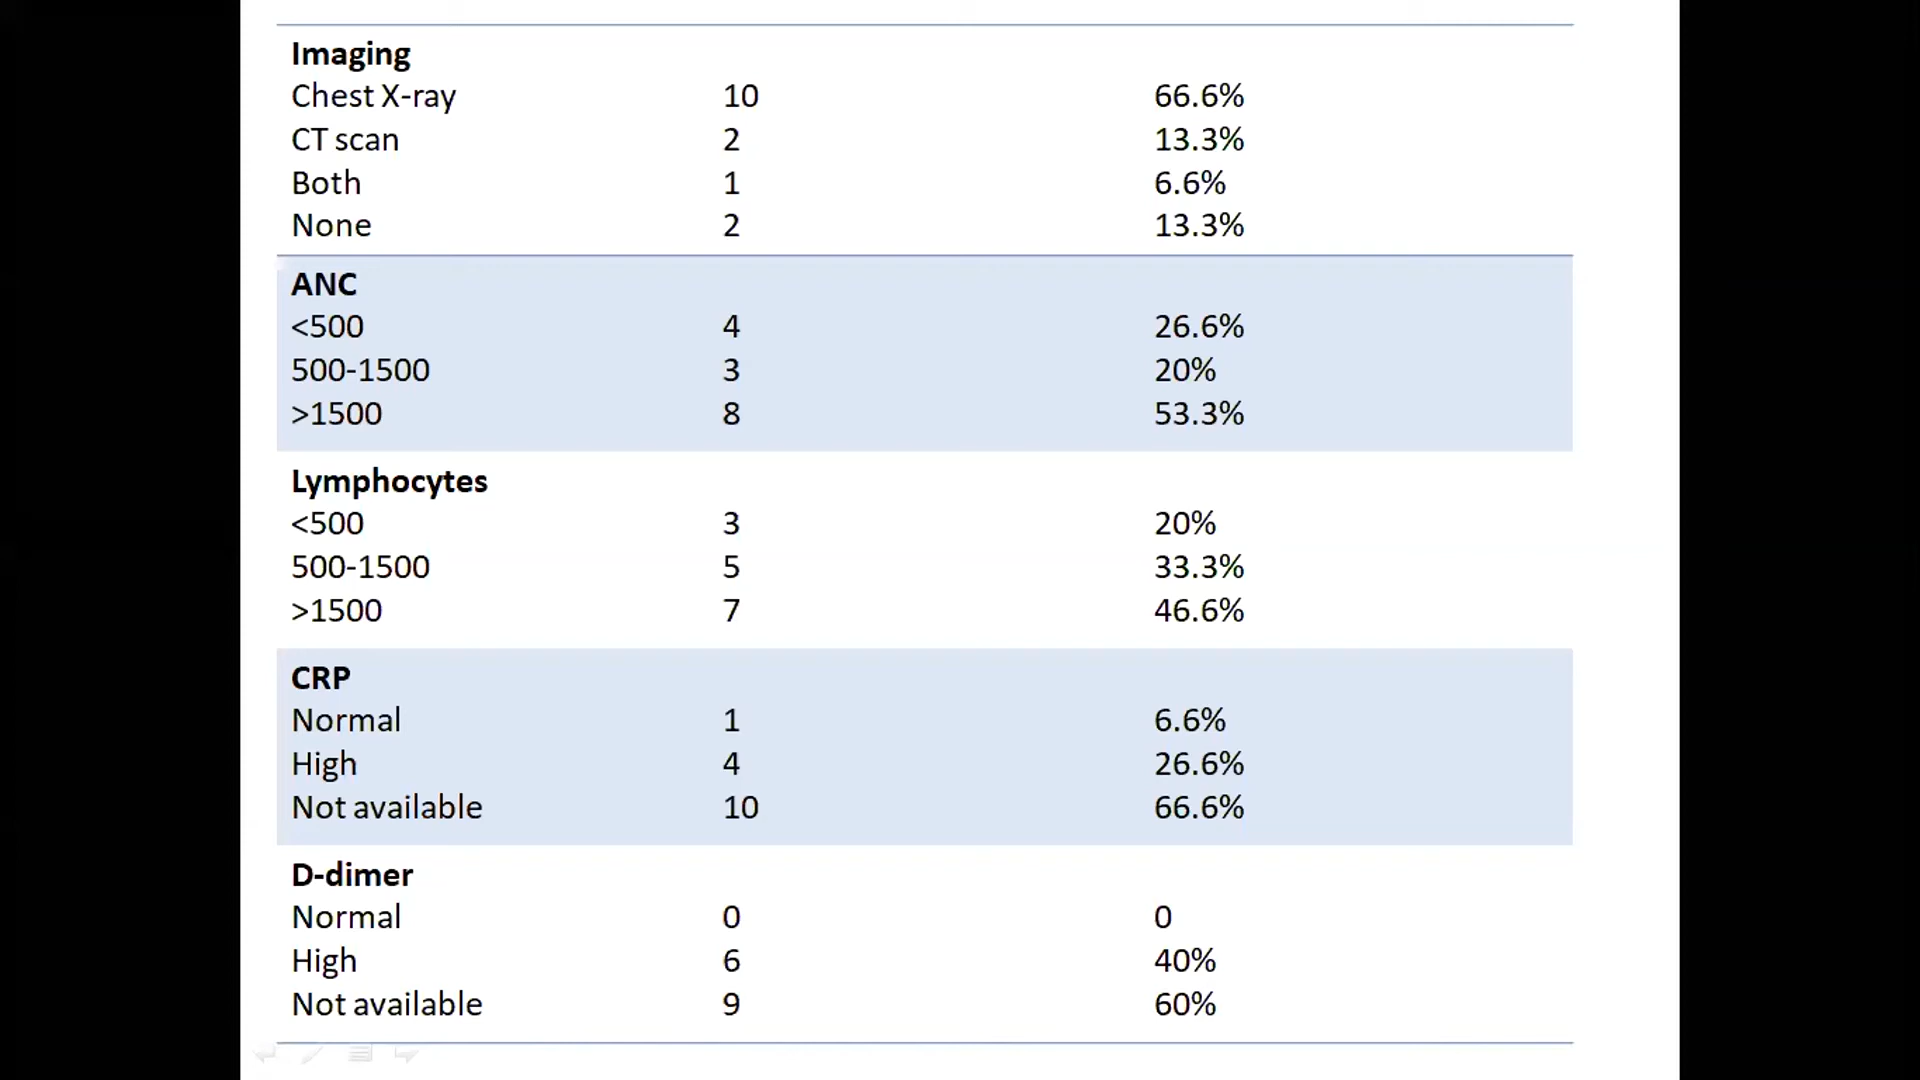 Imaging
Chest X-ray 10 66.6%
CT scan 2 13.3%
Both 1 6.6%
None 2 13.3%
ANC
<500 4 26.6%
500-1500 3 20%
>1500 8 53.3%
Lymphocytes
<500 3 20%
500-1500 5 33.3%
>1500 7 46.6%
CRP
Normal 1 6.6%
High 4 26.6%
Not available 10 66.6%
D-dimer
Normal 0 0
High 6 40%
Not available 9 60%